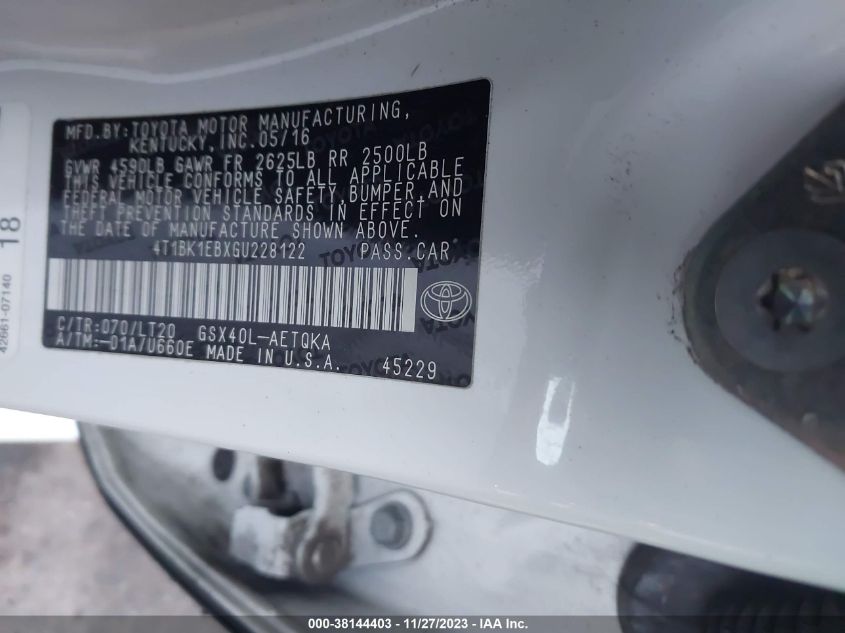 MFD.BY:TOYOTA MOTOR MANUFACTURING,
KENTUCKY,INC.05/16
GVWR 4590LB GAWR FR 2625LB RR 2500LB
THIS VEHICLE CONFORMS TO ALL APPLICABLE
FEDERAL MOTOR VEHICLE SAFETY,BUMPER,AND
THEFT PREVENTION STANDARDS IN EFFECT ON
THE DATE OF MANUFACTURE SHOWN ABOVE.
4T1BK1EBXGU228122 PASS.CAR
C/TR:070/LT20 GSX40L-AETQKA
A/TM:-01A/U660E MADE IN U.S.A. 45229
18
42661-07140
000-38144403 - 11/27/2023 - IAA Inc.